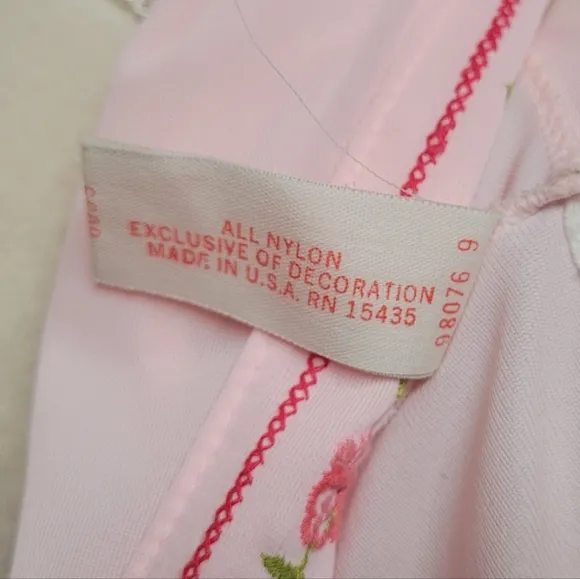 ALL NYLON
EXCLUSIVE OF DECORATION
MADE IN U.S.A. RN 15435
98076 9